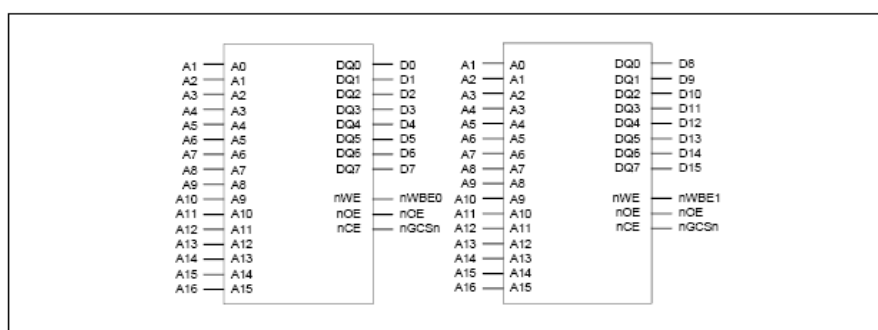 A1 A0 DQ0 D0
A2 A1 DQ1 D1
A3 A2 DQ2 D2
A4 A3 DQ3 D3
A5 A4 DQ4 D4
A6 A5 DQ5 D5
A7 A6 DQ6 D6
A8 A7 DQ7 D7
A9 A8
A10 A9 nWE nWBE0
A11 A10 nOE nOE
A12 A11 nCE nGCSn
A13 A12
A14 A13
A15 A14
A16 A15
A1 A0 DQ0 D8
A2 A1 DQ1 D9
A3 A2 DQ2 D10
A4 A3 DQ3 D11
A5 A4 DQ4 D12
A6 A5 DQ5 D13
A7 A6 DQ6 D14
A8 A7 DQ7 D15
A9 A8
A10 A9 nWE nWBE1
A11 A10 nOE nOE
A12 A11 nCE nGCSn
A13 A12
A14 A13
A15 A14
A16 A15